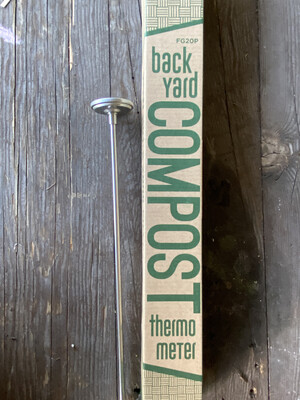 FG20P
back
yard
COMPOST
thermo
meter